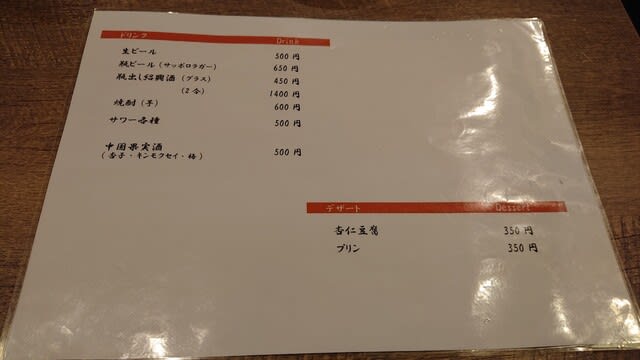 ドリンク Drink
生ビール 500 円
瓶ビール (サッポロラガー) 650 円
瓶出し紹興酒 (グラス) 450 円
(2合) 1400 円
焼酎 (芋) 600 円
サワー各種 500 円
中国果実酒 500 円
(杏子・キンモクセイ・梅)
デザート Dessert
杏仁豆腐 350 円
プリン 350 円